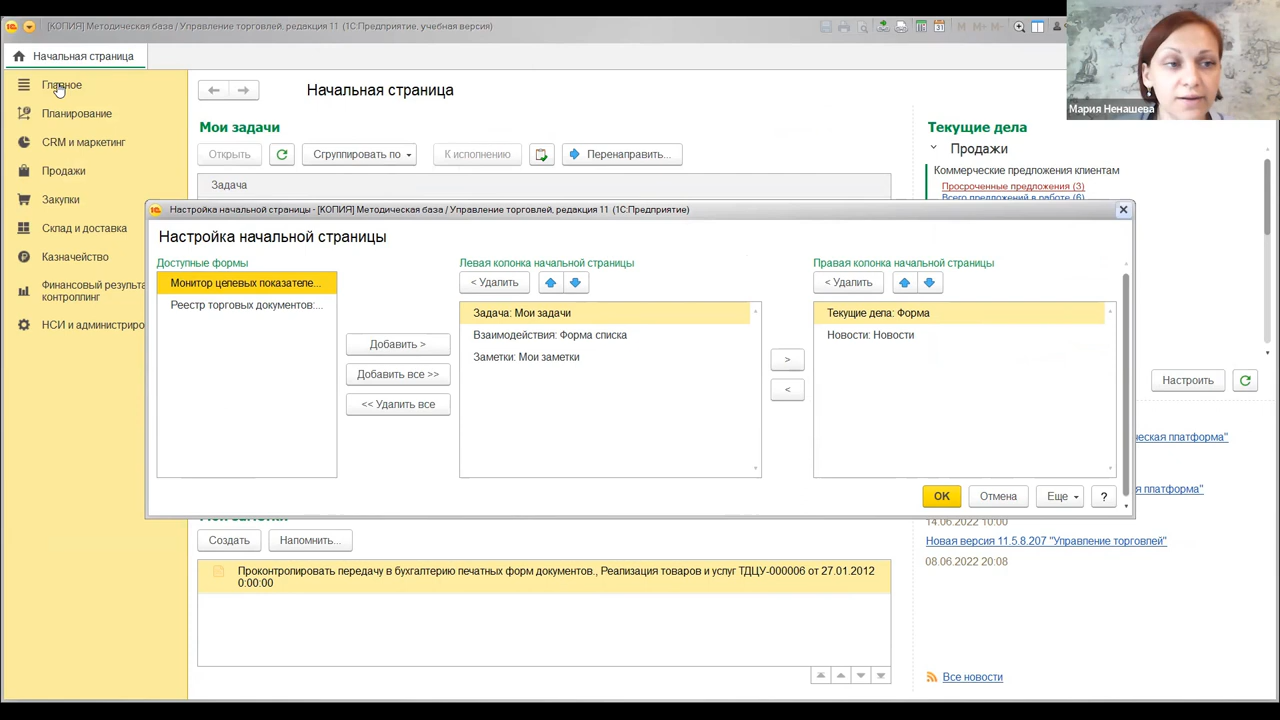 [КОПИЯ] Методическая база / Управление торговлей, редакция 11 (1С:Предприятие, учебная версия)
M M+ M-
Начальная страница
Мария Ненашева
Главное
Планирование
CRM и маркетинг
Продажи
Закупки
Склад и доставка
Казначейство
Финансовый результа
контроллинг
НСИ и администриро
Начальная страница
Мои задачи
Открыть
Сгруппировать по
К исполнению
Перенаправить...
Задача
Текущие дела
Продажи
Коммерческие предложения клиентам
Просроченные предложения (3)
Всего предложений в работе (6)
Настройка начальной страницы - [КОПИЯ] Методическая база / Управление торговлей, редакция 11 (1С:Предприятие)
Настройка начальной страницы
Доступные формы
Монитор целевых показателе...
Реестр торговых документов:...
Добавить >
Добавить все >>
<< Удалить все
Левая колонка начальной страницы
< Удалить
Задача: Мои задачи
Взаимодействия: Форма списка
Заметки: Мои заметки
>
<
Правая колонка начальной страницы
< Удалить
Текущие дела: Форма
Новости: Новости
OK
Отмена
Еще
?
Настроить
ческая платформа"
я платформа"
14.06.2022 10:00
Новая версия 11.5.8.207 "Управление торговлей"
08.06.2022 20:08
Все новости
Создать
Напомнить...
Проконтролировать передачу в бухгалтерию печатных форм документов., Реализация товаров и услуг ТДЦУ-000006 от 27.01.2012
0:00:00